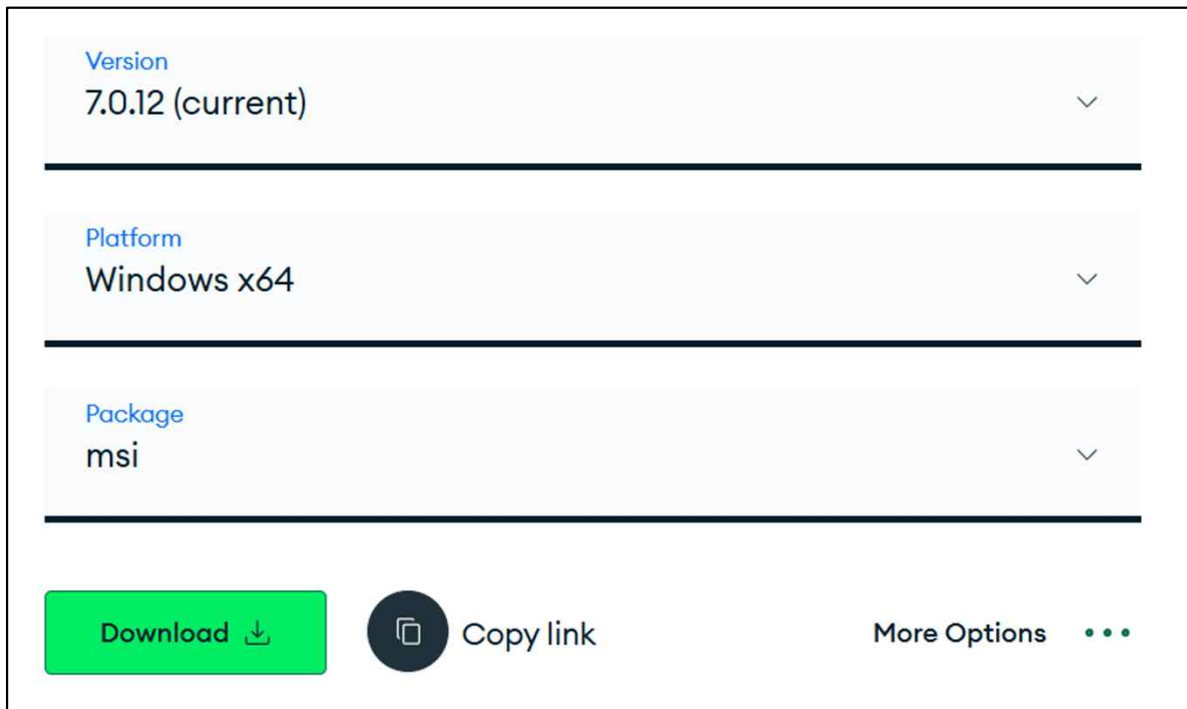 Version
7.0.12 (current)
Platform
Windows x64
Package
msi
Download
Copy link
More Options